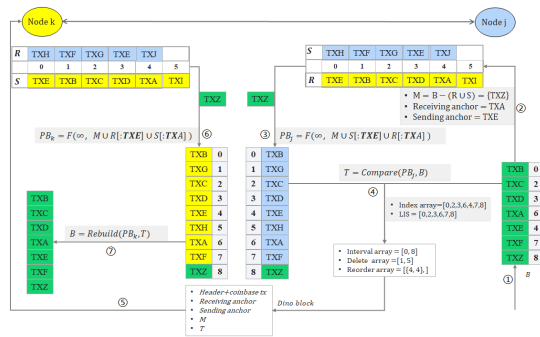 Node k
Node j
R TXH TXF TXG TXE TXJ
0 1 2 3 4 5
S TXE TXB TXC TXD TXA TXI
S TXH TXF TXG TXE TXJ
0 1 2 3 4 5
R TXE TXB TXC TXD TXA TXI
TXZ
TXZ
• M = B − (R ∪ S) = {TXZ}
• Receiving anchor = TXA
• Sending anchor = TXE
②
⑥
③
PBₖ = F(∞, M ∪ R[:TXE] ∪ S[:TXA])
PBⱼ = F(∞, M ∪ S[:TXE] ∪ R[:TXA])
TXB 0
TXG 1
TXC 2
TXD 3
TXE 4
TXH 5
TXA 6
TXF 7
TXZ 8
0 TXB
1 TXG
2 TXC
3 TXD
4 TXE
5 TXH
6 TXA
7 TXF
8 TXZ
T = Compare(PBⱼ, B)
④
• Index array=[0,2,3,6,4,7,8]
• LIS = [0,2,3,6,7,8]
TXB 0
TXC 2
TXD 3
TXA 6
TXE 4
TXF 7
TXZ 8
B
①
TXB
TXC
TXD
TXA
TXE
TXF
TXZ
B = Rebuild(PBₖ,T)
⑦
• Interval array = [0, 8]
• Delete array = [1, 5]
• Reorder array = [{4, 4}, ]
⑤
• Header+coinbase tx
• Receiving anchor
• Sending anchor
• M
• T
Dino block